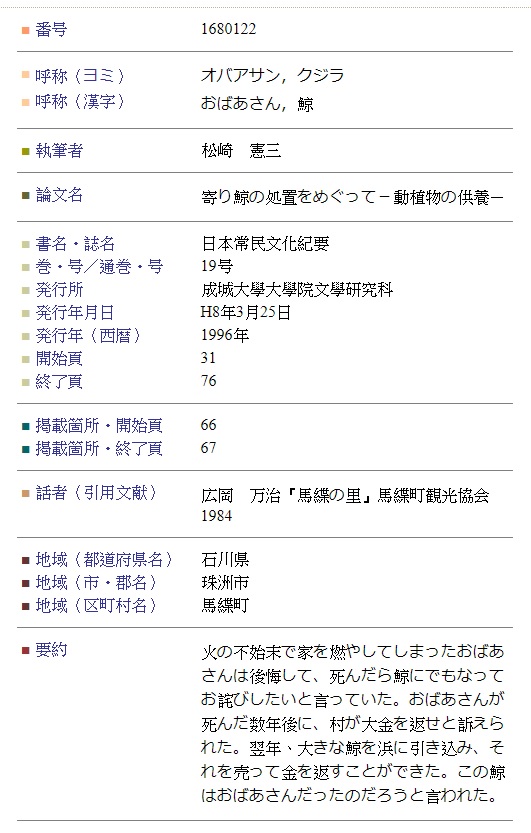 番号 1680122
呼称（ヨミ） オバアサン，クジラ
呼称（漢字） おばあさん，鯨
執筆者 松崎　憲三
論文名 寄り鯨の処置をめぐって－動植物の供養－
書名・誌名 日本常民文化紀要
巻・号／通巻・号 19号
発行所 成城大學大學院文學研究科
発行年月日 H8年3月25日
発行年（西暦） 1996年
開始頁 31
終了頁 76
掲載箇所・開始頁 66
掲載箇所・終了頁 67
話者（引用文献） 広岡　万治『馬緤の里』馬緤町観光協会
1984
地域（都道府県名） 石川県
地域（市・郡名） 珠洲市
地域（区町村名） 馬緤町
要約 火の不始末で家を燃やしてしまったおばあ
さんは後悔して、死んだら鯨にでもなって
お詫びしたいと言っていた。おばあさんが
死んだ数年後に、村が大金を返せと訴えら
れた。翌年、大きな鯨を浜に引き込み、そ
れを売って金を返すことができた。この鯨
はおばあさんだったのだろうと言われた。